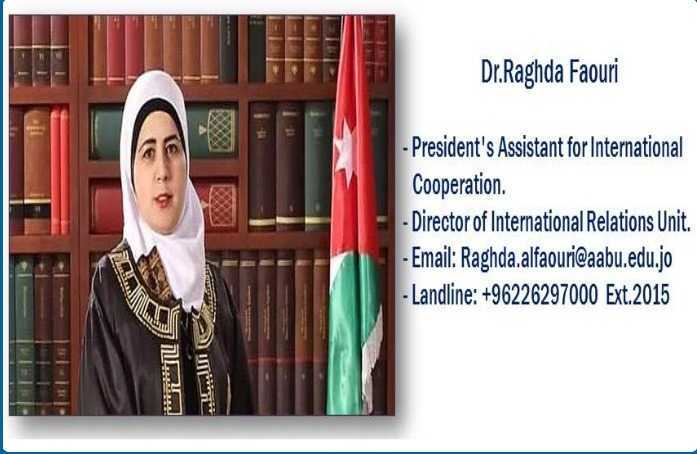 Dr.Raghda Faouri
- President's Assistant for International
Cooperation.
- Director of International Relations Unit.
- Email: Raghda.alfaouri@aabu.edu.jo
- Landline: +96226297000 Ext.2015